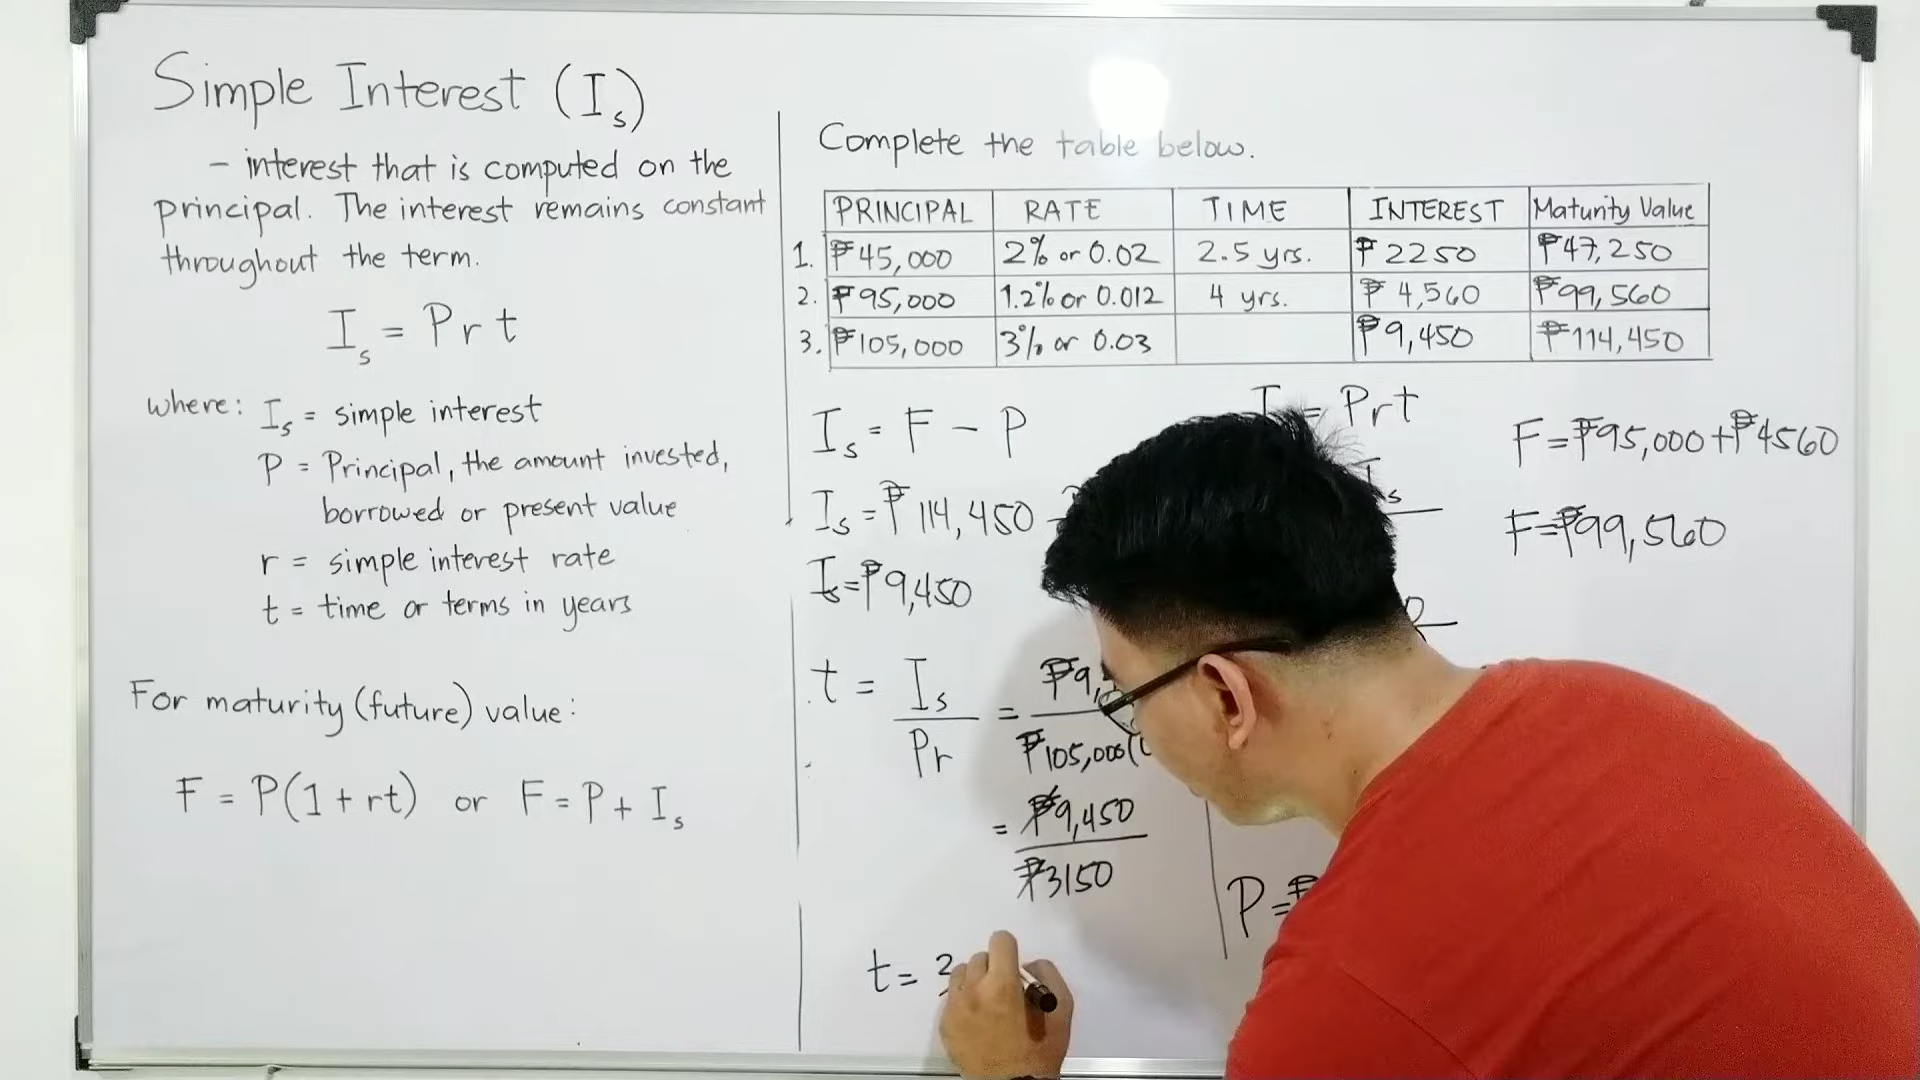 Simple Interest (Is)
- interest that is computed on the
principal. The interest remains constant
throughout the term.
Is = Prt
where: Is = simple interest
P = Principal, the amount invested,
borrowed or present value
r = simple interest rate
t = time or terms in years
For maturity (future) value:
F = P(1 + rt) or F = P + Is
Complete the table below.
PRINCIPAL RATE TIME INTEREST Maturity Value
1. ₱45,000 2% or 0.02 2.5 yrs. ₱2250 ₱47,250
2. ₱95,000 1.2% or 0.012 4 yrs. ₱4,560 ₱99,560
3. ₱105,000 3% or 0.03 ₱9,450 ₱114,450
Is = F - P
Is = ₱114,450 -
Is = ₱9,450
t = Is/Pr = ₱9,/₱105,000(
= ₱9,450/₱3150
t =
= Prt
Is
P = ₱
F = ₱95,000 + ₱4560
F = ₱99,560